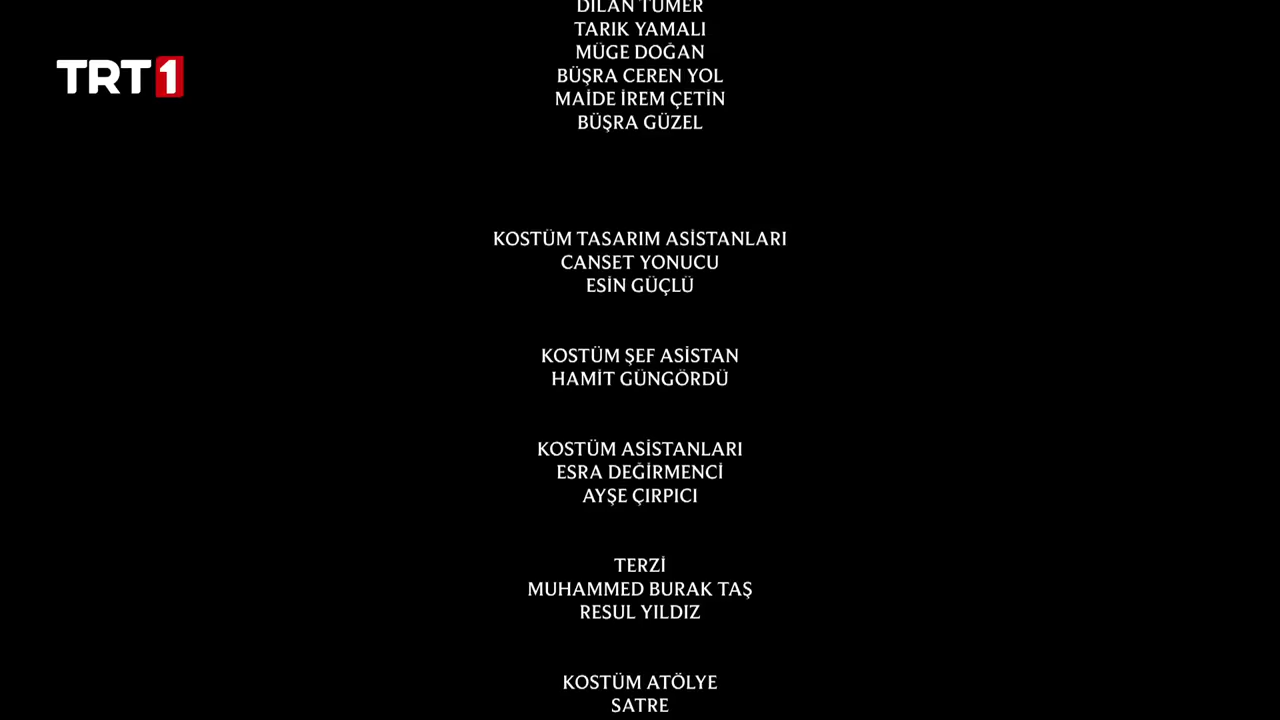 DİLAN TÜMER
TARIK YAMALI
TRT 1
MÜGE DOĞAN
BÜŞRA CEREN YOL
MAİDE İREM ÇETİN
BÜŞRA GÜZEL
KOSTÜM TASARIM ASİSTANLARI
CANSET YONUCU
ESİN GÜÇLÜ
KOSTÜM ŞEF ASİSTAN
HAMİT GÜNGÖRDÜ
KOSTÜM ASİSTANLARI
ESRA DEĞİRMENCİ
AYŞE ÇIRPICI
TERZİ
MUHAMMED BURAK TAŞ
RESUL YILDIZ
KOSTÜM ATÖLYE
SATRE